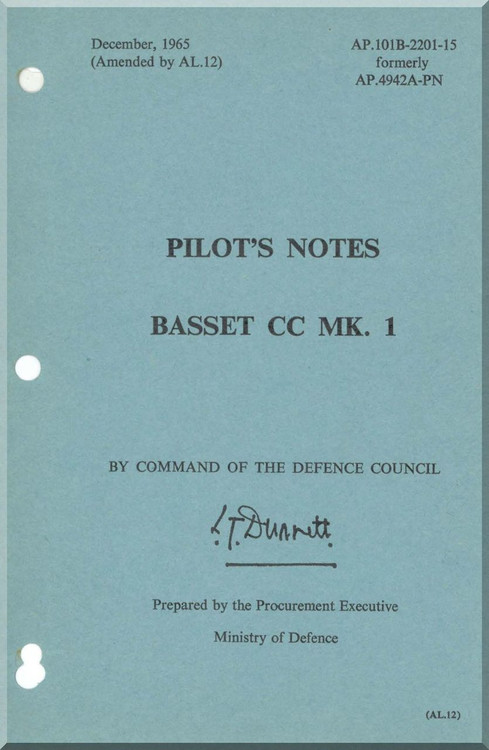 December, 1965
(Amended by AL.12)
AP.101B-2201-15
formerly
AP.4942A-PN
PILOT'S NOTES
BASSET CC MK. 1
BY COMMAND OF THE DEFENCE COUNCIL
L.T. Dunnett.
Prepared by the Procurement Executive
Ministry of Defence
(AL.12)